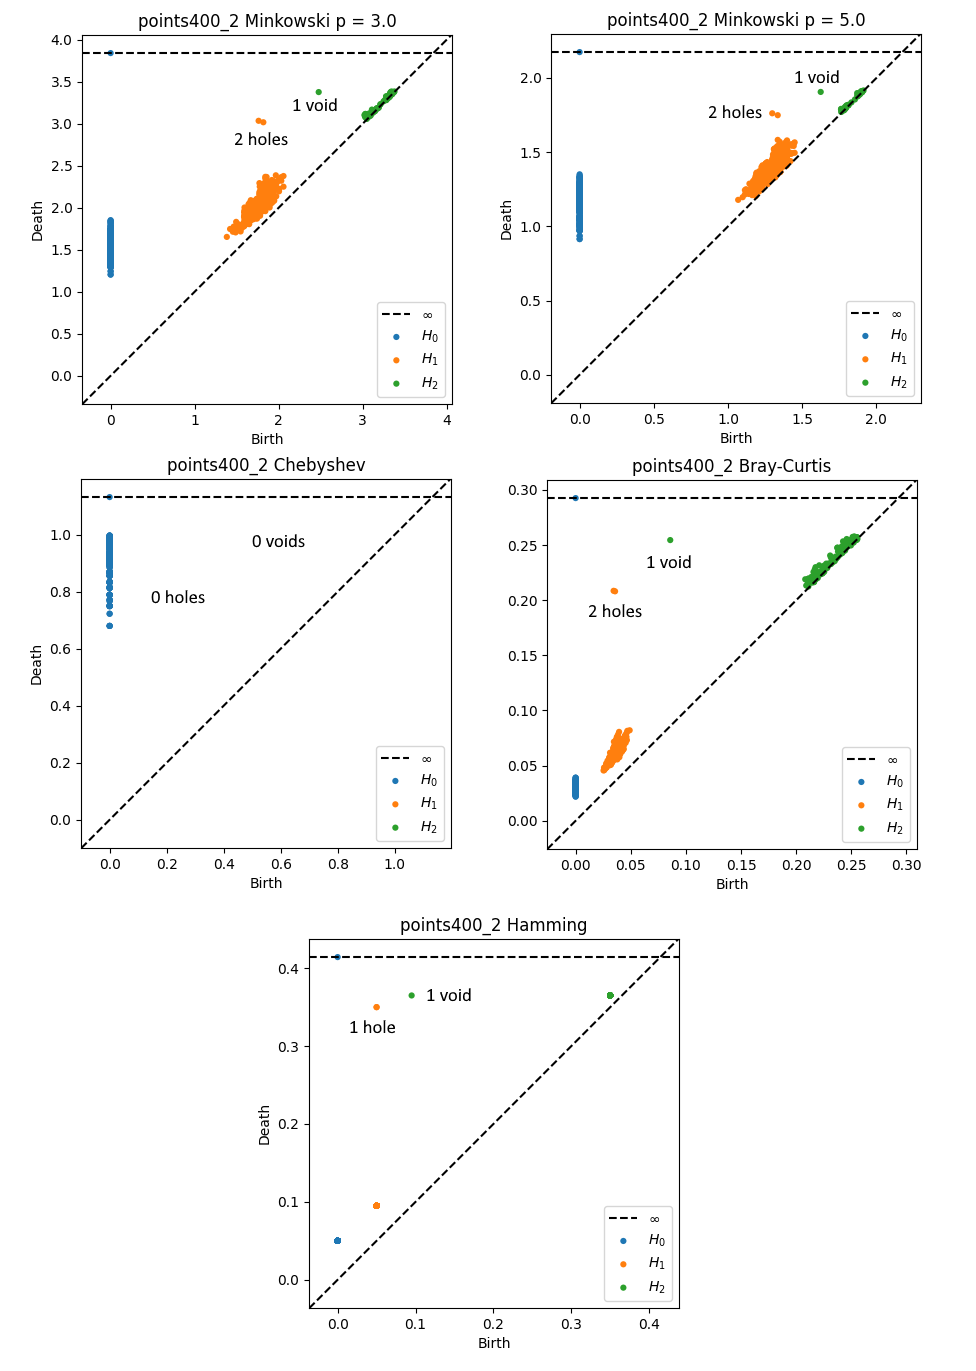 points400_2 Minkowski p = 3.0
4.0
3.5
3.0
2.5
2.0
1.5
1.0
0.5
0.0
Death
1 void
2 holes
∞
H0
H1
H2
0
1
2
3
4
Birth
points400_2 Minkowski p = 5.0
2.0
1.5
1.0
0.5
0.0
Death
1 void
2 holes
∞
H0
H1
H2
0.0
0.5
1.0
1.5
2.0
Birth
points400_2 Chebyshev
1.0
0.8
0.6
0.4
0.2
0.0
Death
0 voids
0 holes
∞
H0
H1
H2
0.0
0.2
0.4
0.6
0.8
1.0
Birth
points400_2 Bray-Curtis
0.30
0.25
0.20
0.15
0.10
0.05
0.00
1 void
2 holes
∞
H0
H1
H2
0.00
0.05
0.10
0.15
0.20
0.25
0.30
Birth
points400_2 Hamming
0.4
0.3
0.2
0.1
0.0
Death
1 void
1 hole
∞
H0
H1
H2
0.0
0.1
0.2
0.3
0.4
Birth